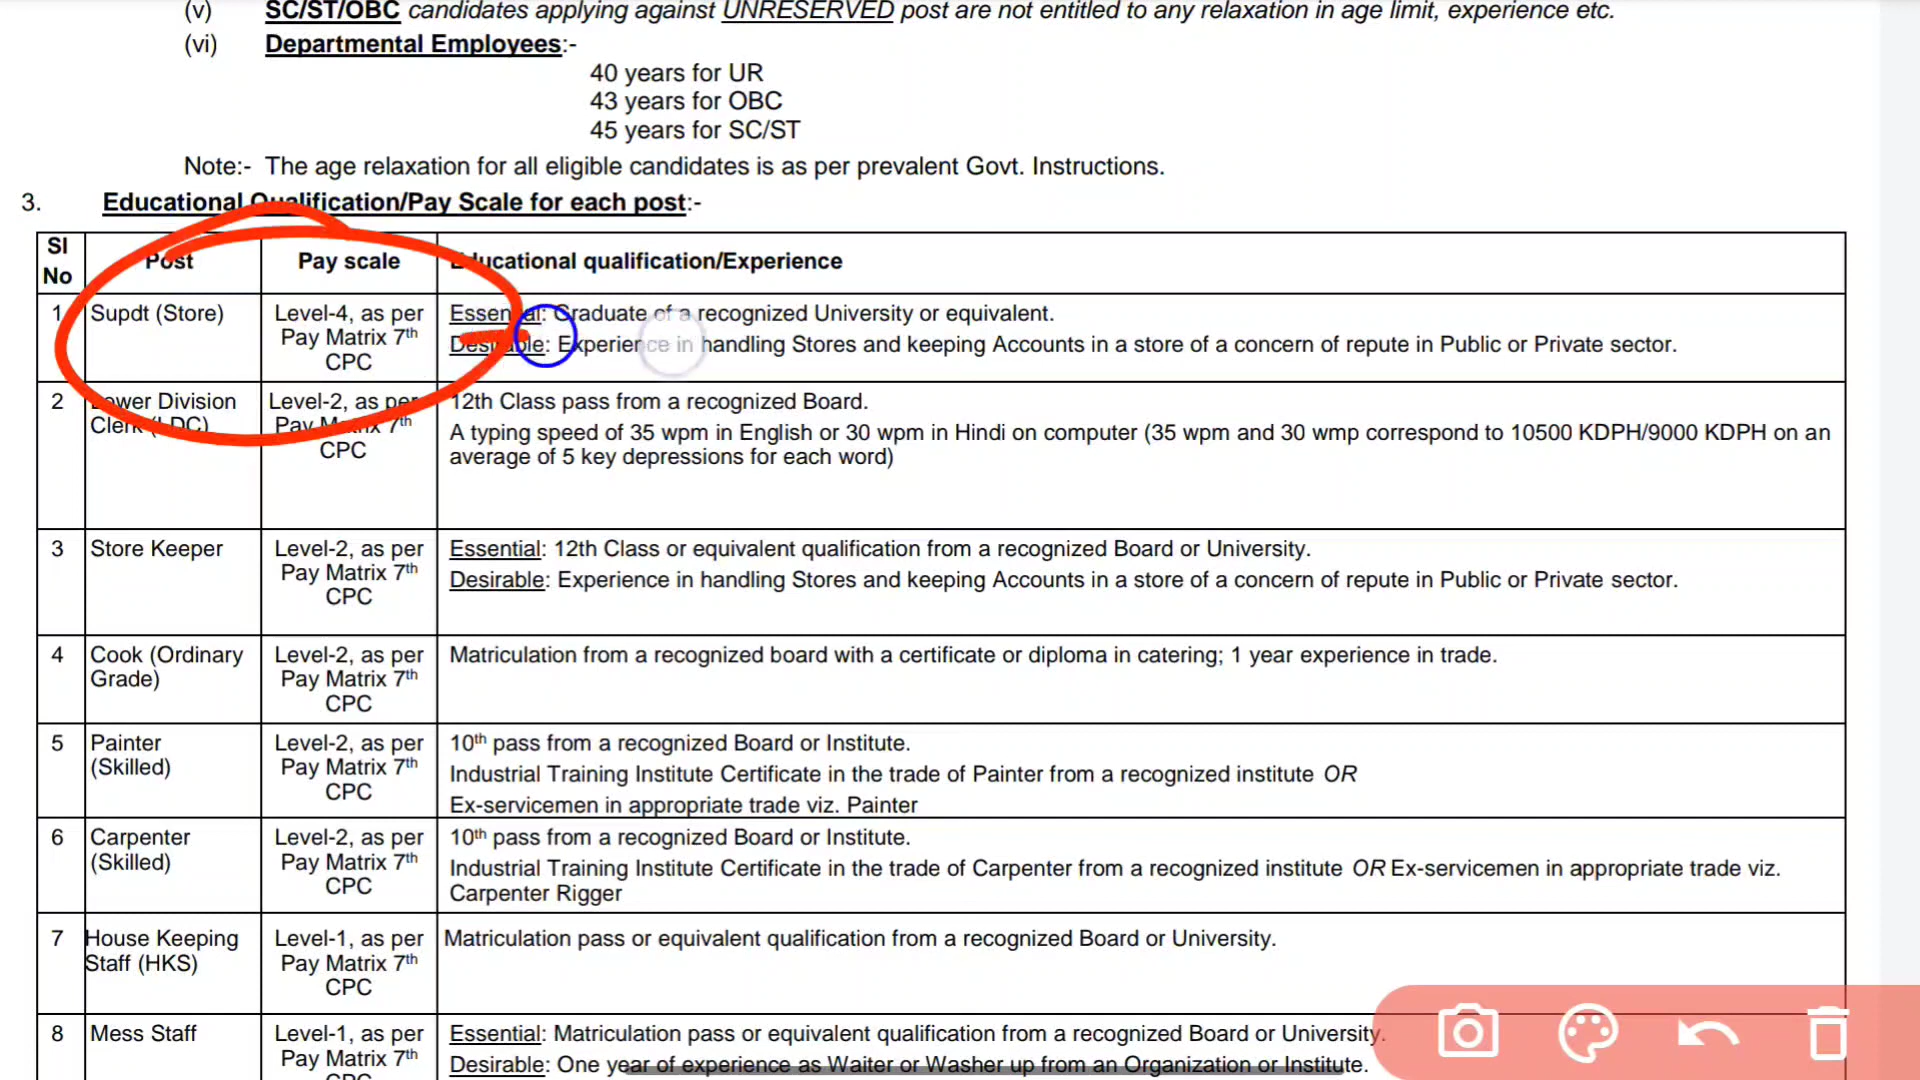 (v) SC/ST/OBC candidates applying against UNRESERVED post are not entitled to any relaxation in age limit, experience etc.
(vi) Departmental Employees:-
40 years for UR
43 years for OBC
45 years for SC/ST
Note:- The age relaxation for all eligible candidates is as per prevalent Govt. Instructions.
3. Educational Qualification/Pay Scale for each post:-
Sl
No
Post
Pay scale
Educational qualification/Experience
1
Supdt (Store)
Level-4, as per
Pay Matrix 7th
CPC
Essential: Graduate of a recognized University or equivalent.
Desirable: Experience in handling Stores and keeping Accounts in a store of a concern of repute in Public or Private sector.
2
Lower Division
Clerk (LDC)
Level-2, as per
Pay Matrix 7th
CPC
12th Class pass from a recognized Board.
A typing speed of 35 wpm in English or 30 wpm in Hindi on computer (35 wpm and 30 wmp correspond to 10500 KDPH/9000 KDPH on an
average of 5 key depressions for each word)
3
Store Keeper
Level-2, as per
Pay Matrix 7th
CPC
Essential: 12th Class or equivalent qualification from a recognized Board or University.
Desirable: Experience in handling Stores and keeping Accounts in a store of a concern of repute in Public or Private sector.
4
Cook (Ordinary
Grade)
Level-2, as per
Pay Matrix 7th
CPC
Matriculation from a recognized board with a certificate or diploma in catering; 1 year experience in trade.
5
Painter
(Skilled)
Level-2, as per
Pay Matrix 7th
CPC
10th pass from a recognized Board or Institute.
Industrial Training Institute Certificate in the trade of Painter from a recognized institute OR
Ex-servicemen in appropriate trade viz. Painter
6
Carpenter
(Skilled)
Level-2, as per
Pay Matrix 7th
CPC
10th pass from a recognized Board or Institute.
Industrial Training Institute Certificate in the trade of Carpenter from a recognized institute OR Ex-servicemen in appropriate trade viz.
Carpenter Rigger
7
House Keeping
Staff (HKS)
Level-1, as per
Pay Matrix 7th
CPC
Matriculation pass or equivalent qualification from a recognized Board or University.
8
Mess Staff
Level-1, as per
Pay Matrix 7th
CPC
Essential: Matriculation pass or equivalent qualification from a recognized Board or University.
Desirable: One year of experience as Waiter or Washer up from an Organization or Institute.